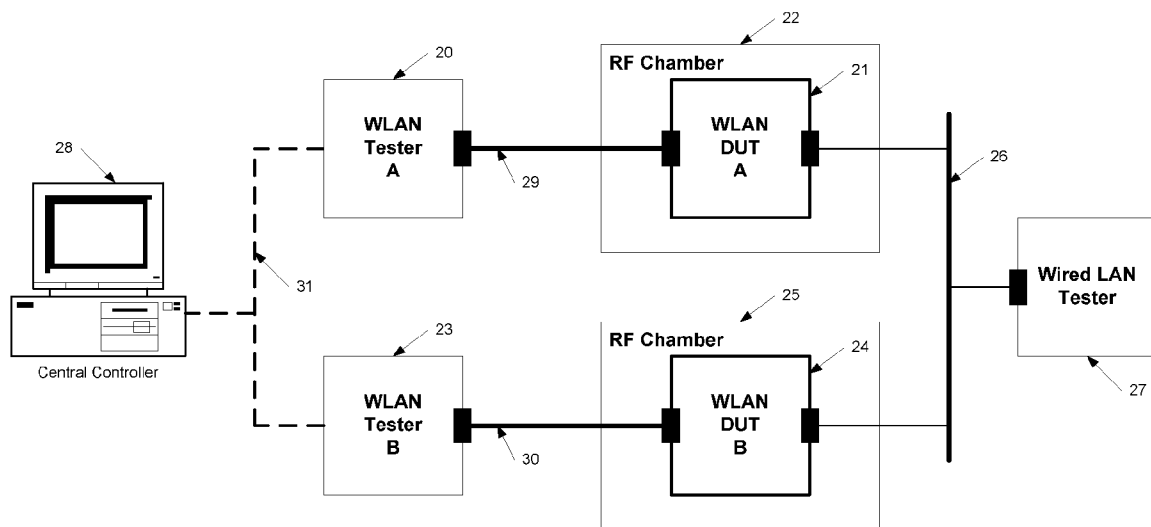 22
20
RF Chamber
21
WLAN
Tester
A
WLAN
DUT
A
28
26
29
31
25
Wired LAN
Tester
23
RF Chamber
24
Central Controller
WLAN
Tester
B
WLAN
DUT
B
27
30